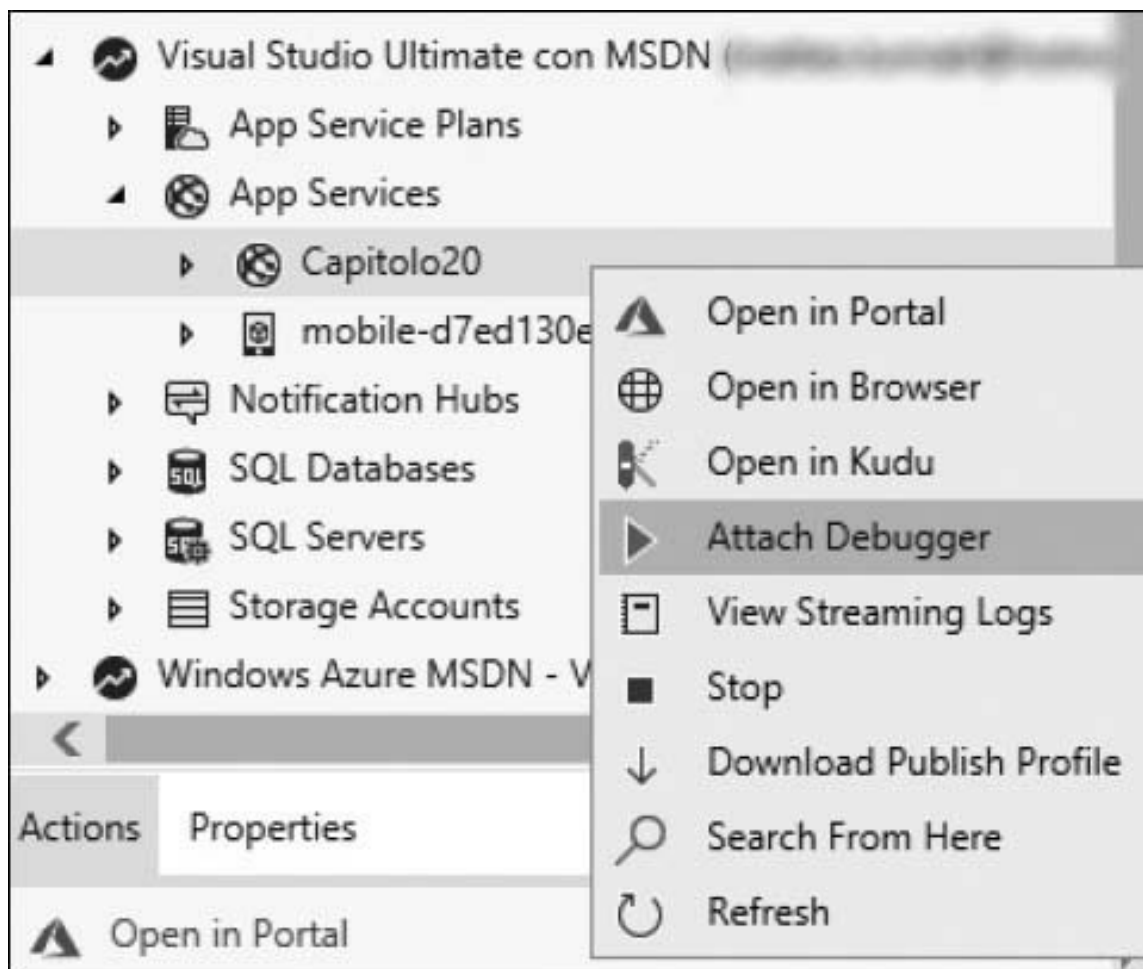 Visual Studio Ultimate con MSDN
App Service Plans
App Services
Capitolo20
mobile-d7ed130e
Notification Hubs
SQL Databases
SQL Servers
Storage Accounts
Windows Azure MSDN - V
Open in Portal
Open in Browser
Open in Kudu
Attach Debugger
View Streaming Logs
Stop
Download Publish Profile
Search From Here
Refresh
Actions Properties
Open in Portal